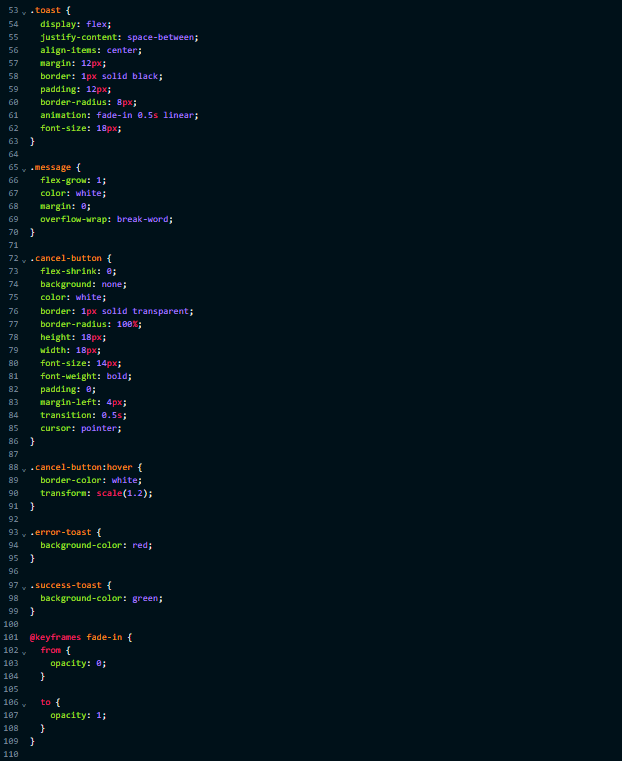 53 .toast {
54   display: flex;
55   justify-content: space-between;
56   align-items: center;
57   margin: 12px;
58   border: 1px solid black;
59   padding: 12px;
60   border-radius: 8px;
61   animation: fade-in 0.5s linear;
62   font-size: 18px;
63 }
64
65 .message {
66   flex-grow: 1;
67   color: white;
68   margin: 0;
69   overflow-wrap: break-word;
70 }
71
72 .cancel-button {
73   flex-shrink: 0;
74   background: none;
75   color: white;
76   border: 1px solid transparent;
77   border-radius: 100%;
78   height: 18px;
79   width: 18px;
80   font-size: 14px;
81   font-weight: bold;
82   padding: 0;
83   margin-left: 4px;
84   transition: 0.5s;
85   cursor: pointer;
86 }
87
88 .cancel-button:hover {
89   border-color: white;
90   transform: scale(1.2);
91 }
92
93 .error-toast {
94   background-color: red;
95 }
96
97 .success-toast {
98   background-color: green;
99 }
100
101 @keyframes fade-in {
102   from {
103     opacity: 0;
104   }
105
106   to {
107     opacity: 1;
108   }
109 }
110